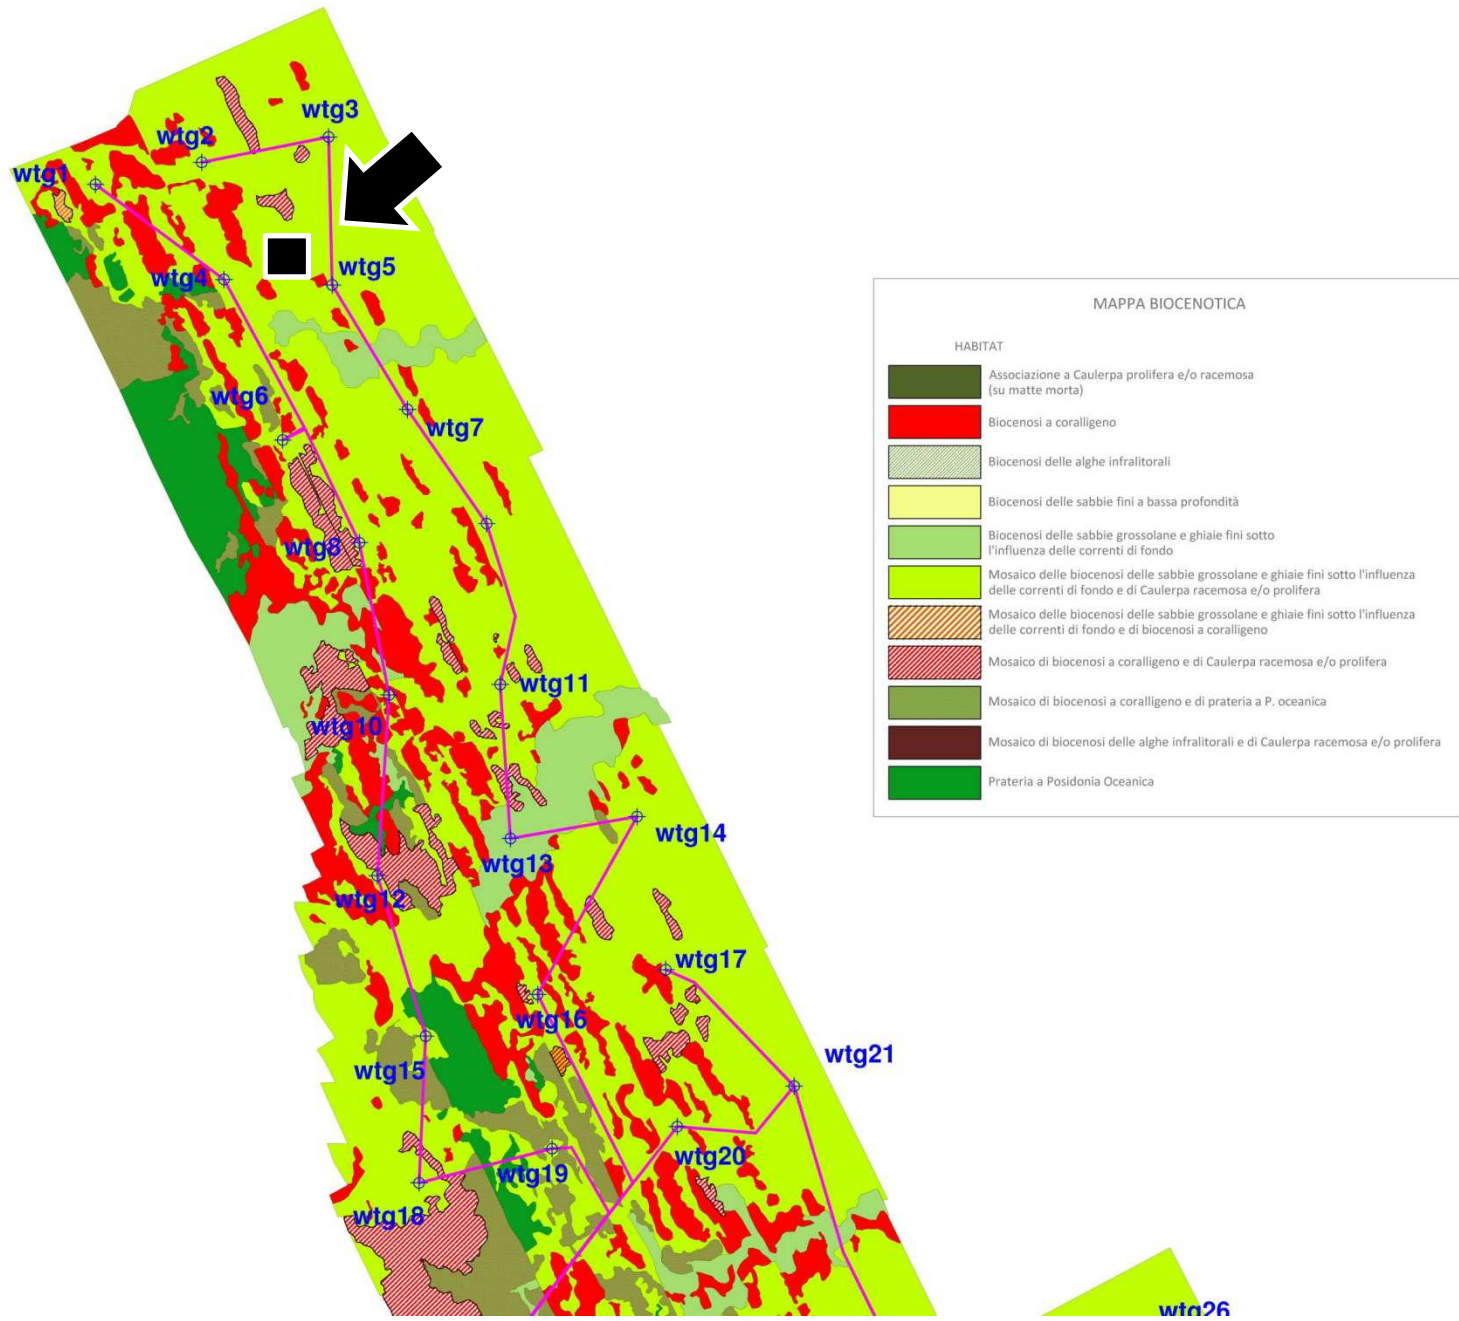 wtg3
wtg2
wtg1
wtg5
wtg4
wtg6
wtg7
wtg8
wtg11
wtg10
wtg14
wtg13
wtg12
wtg17
wtg16
wtg21
wtg15
wtg20
wtg19
wtg18
wtg26
MAPPA BIOCENOTICA
HABITAT
Associazione a Caulerpa prolifera e/o racemosa
(su matte morta)
Biocenosi a coralligeno
Biocenosi delle alghe infralitorali
Biocenosi delle sabbie fini a bassa profondità
Biocenosi delle sabbie grossolane e ghiaie fini sotto
l'influenza delle correnti di fondo
Mosaico delle biocenosi delle sabbie grossolane e ghiaie fini sotto l'influenza
delle correnti di fondo e di Caulerpa racemosa e/o prolifera
Mosaico delle biocenosi delle sabbie grossolane e ghiaie fini sotto l'influenza
delle correnti di fondo e di biocenosi a coralligeno
Mosaico di biocenosi a coralligeno e di Caulerpa racemosa e/o prolifera
Mosaico di biocenosi a coralligeno e di prateria a P. oceanica
Mosaico di biocenosi delle alghe infralitorali e di Caulerpa racemosa e/o prolifera
Prateria a Posidonia Oceanica